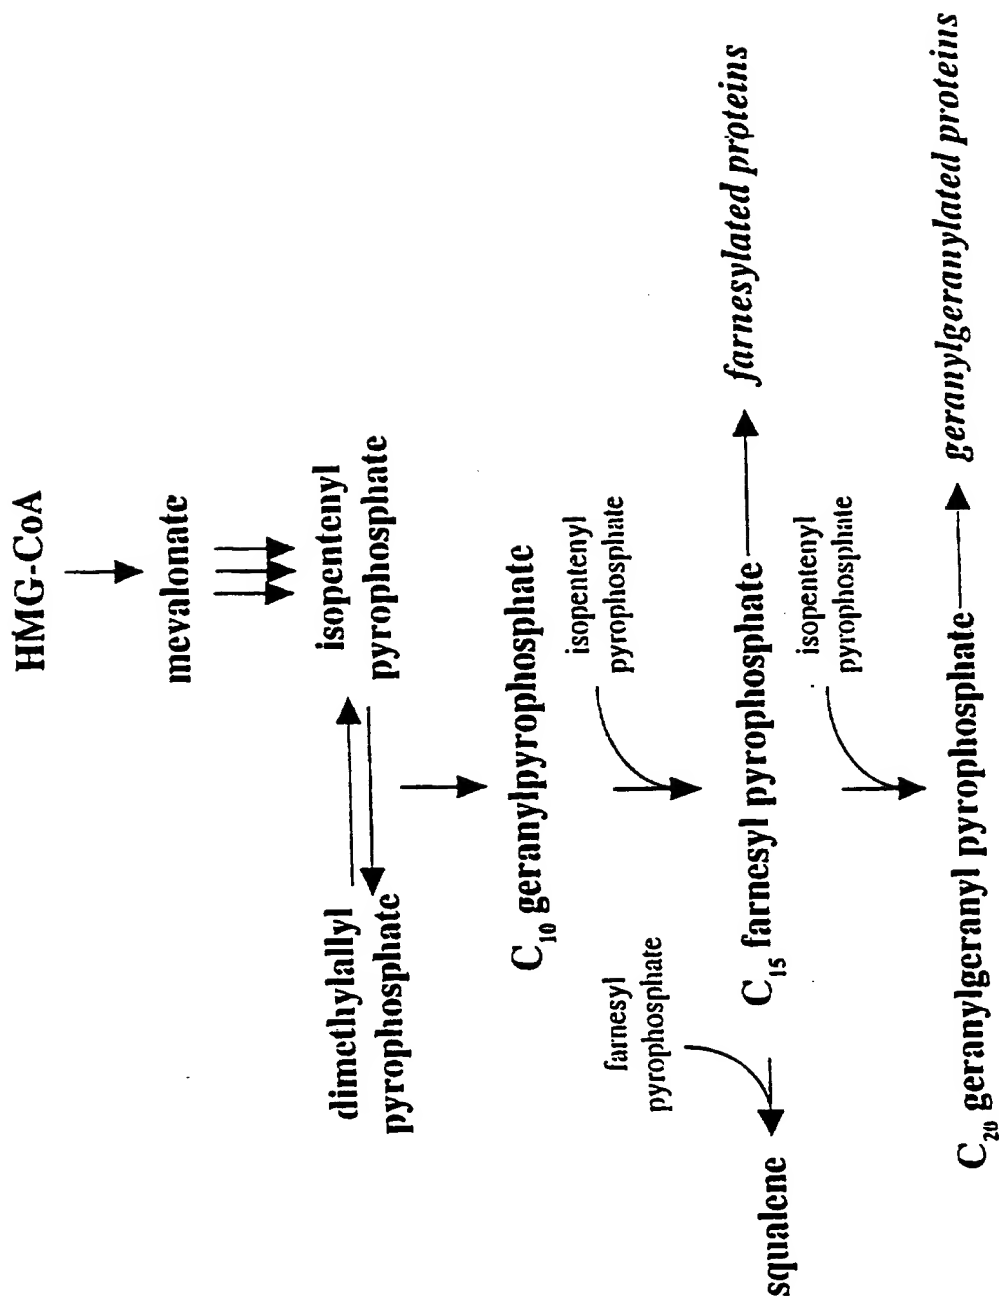 HMG-CoA
mevalonate
isopentenyl
pyrophosphate
dimethylallyl
pyrophosphate
C10 geranylpyrophosphate
isopentenyl
pyrophosphate
farnesyl
pyrophosphate
squalene
C15 farnesyl pyrophosphate
farnesylated proteins
isopentenyl
pyrophosphate
C20 geranylgeranyl pyrophosphate
geranylgeranylated proteins